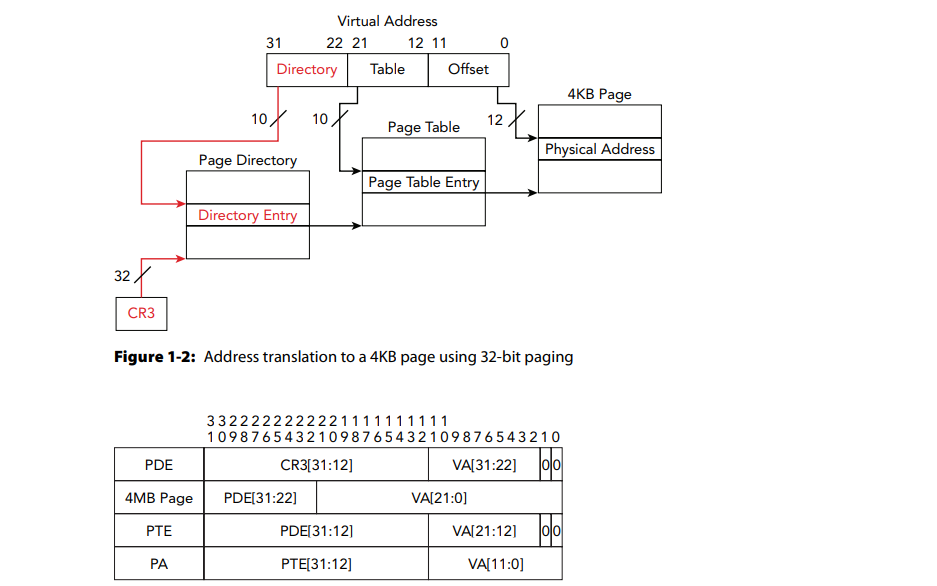 Virtual Address
31 22 21 12 11 0
Directory Table Offset
4KB Page
10 10 12
Page Table
Physical Address
Page Directory
Page Table Entry
Directory Entry
32
CR3
Figure 1-2: Address translation to a 4KB page using 32-bit paging
3 3 2 2 2 2 2 2 2 2 2 2 1 1 1 1 1 1 1 1 1 1
1 0 9 8 7 6 5 4 3 2 1 0 9 8 7 6 5 4 3 2 1 0 9 8 7 6 5 4 3 2 1 0
PDE CR3[31:12] VA[31:22] 0 0
4MB Page PDE[31:22] VA[21:0]
PTE PDE[31:12] VA[21:12] 0 0
PA PTE[31:12] VA[11:0]